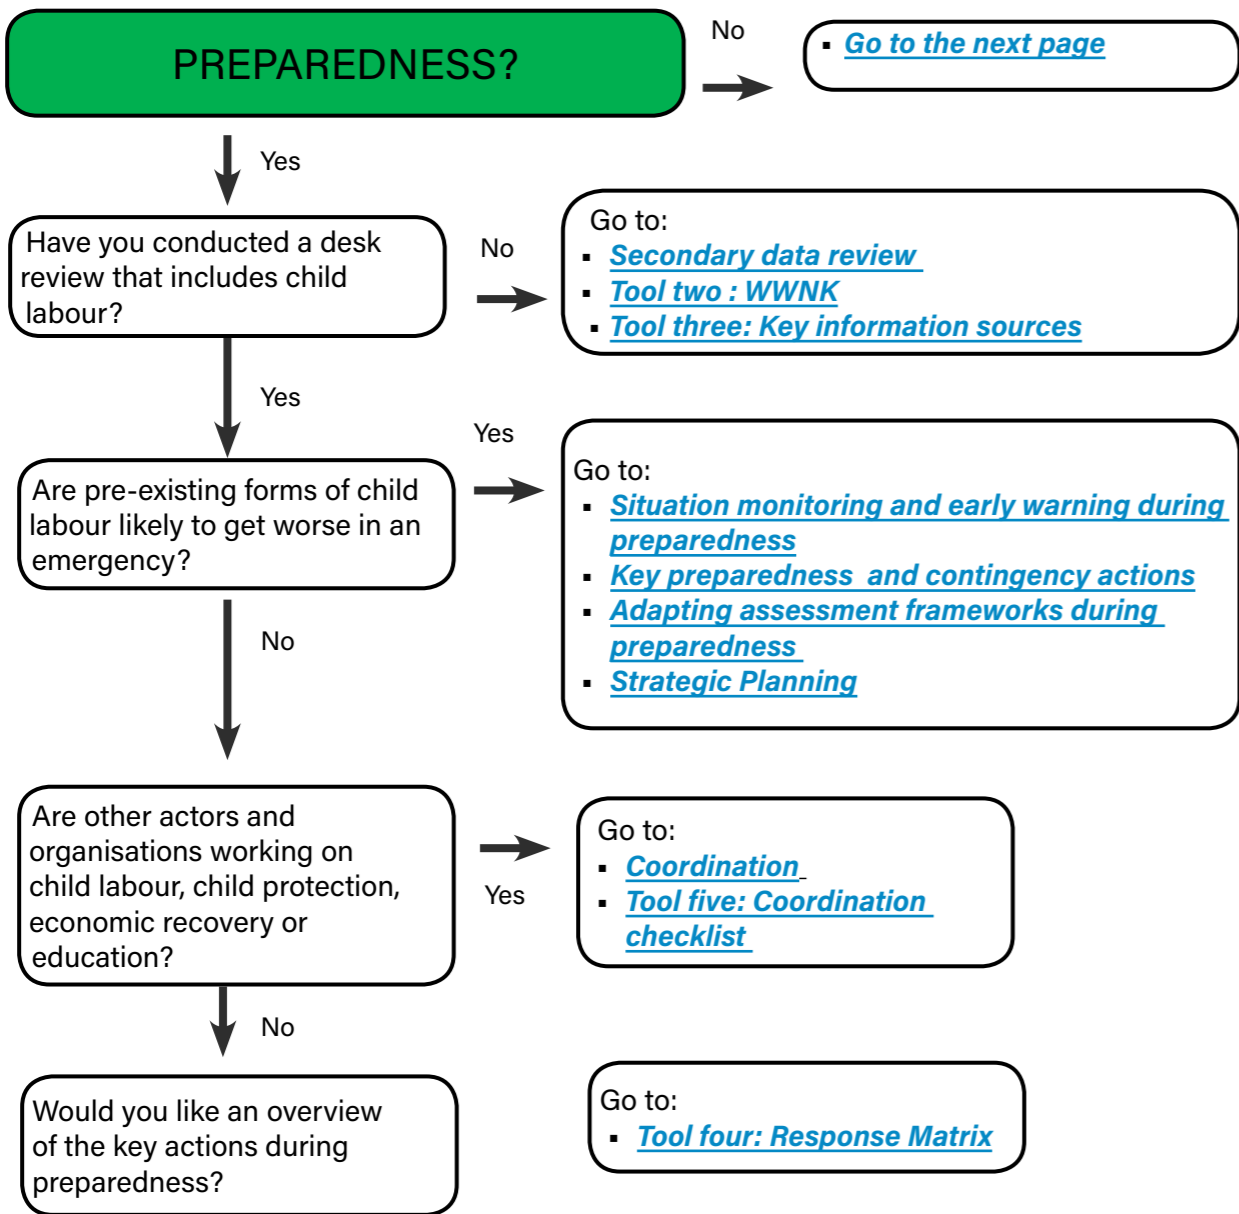 PREPAREDNESS?
No
▪ Go to the next page
Yes
Have you conducted a desk
review that includes child
labour?
No
Go to:
▪ Secondary data review
▪ Tool two : WWNK
▪ Tool three: Key information sources
Yes
Are pre-existing forms of child
labour likely to get worse in an
emergency?
Yes
Go to:
▪ Situation monitoring and early warning during
preparedness
▪ Key preparedness and contingency actions
▪ Adapting assessment frameworks during
preparedness
▪ Strategic Planning
No
Are other actors and
organisations working on
child labour, child protection,
economic recovery or
education?
Yes
Go to:
▪ Coordination
▪ Tool five: Coordination
checklist
No
Would you like an overview
of the key actions during
preparedness?
Go to:
▪ Tool four: Response Matrix